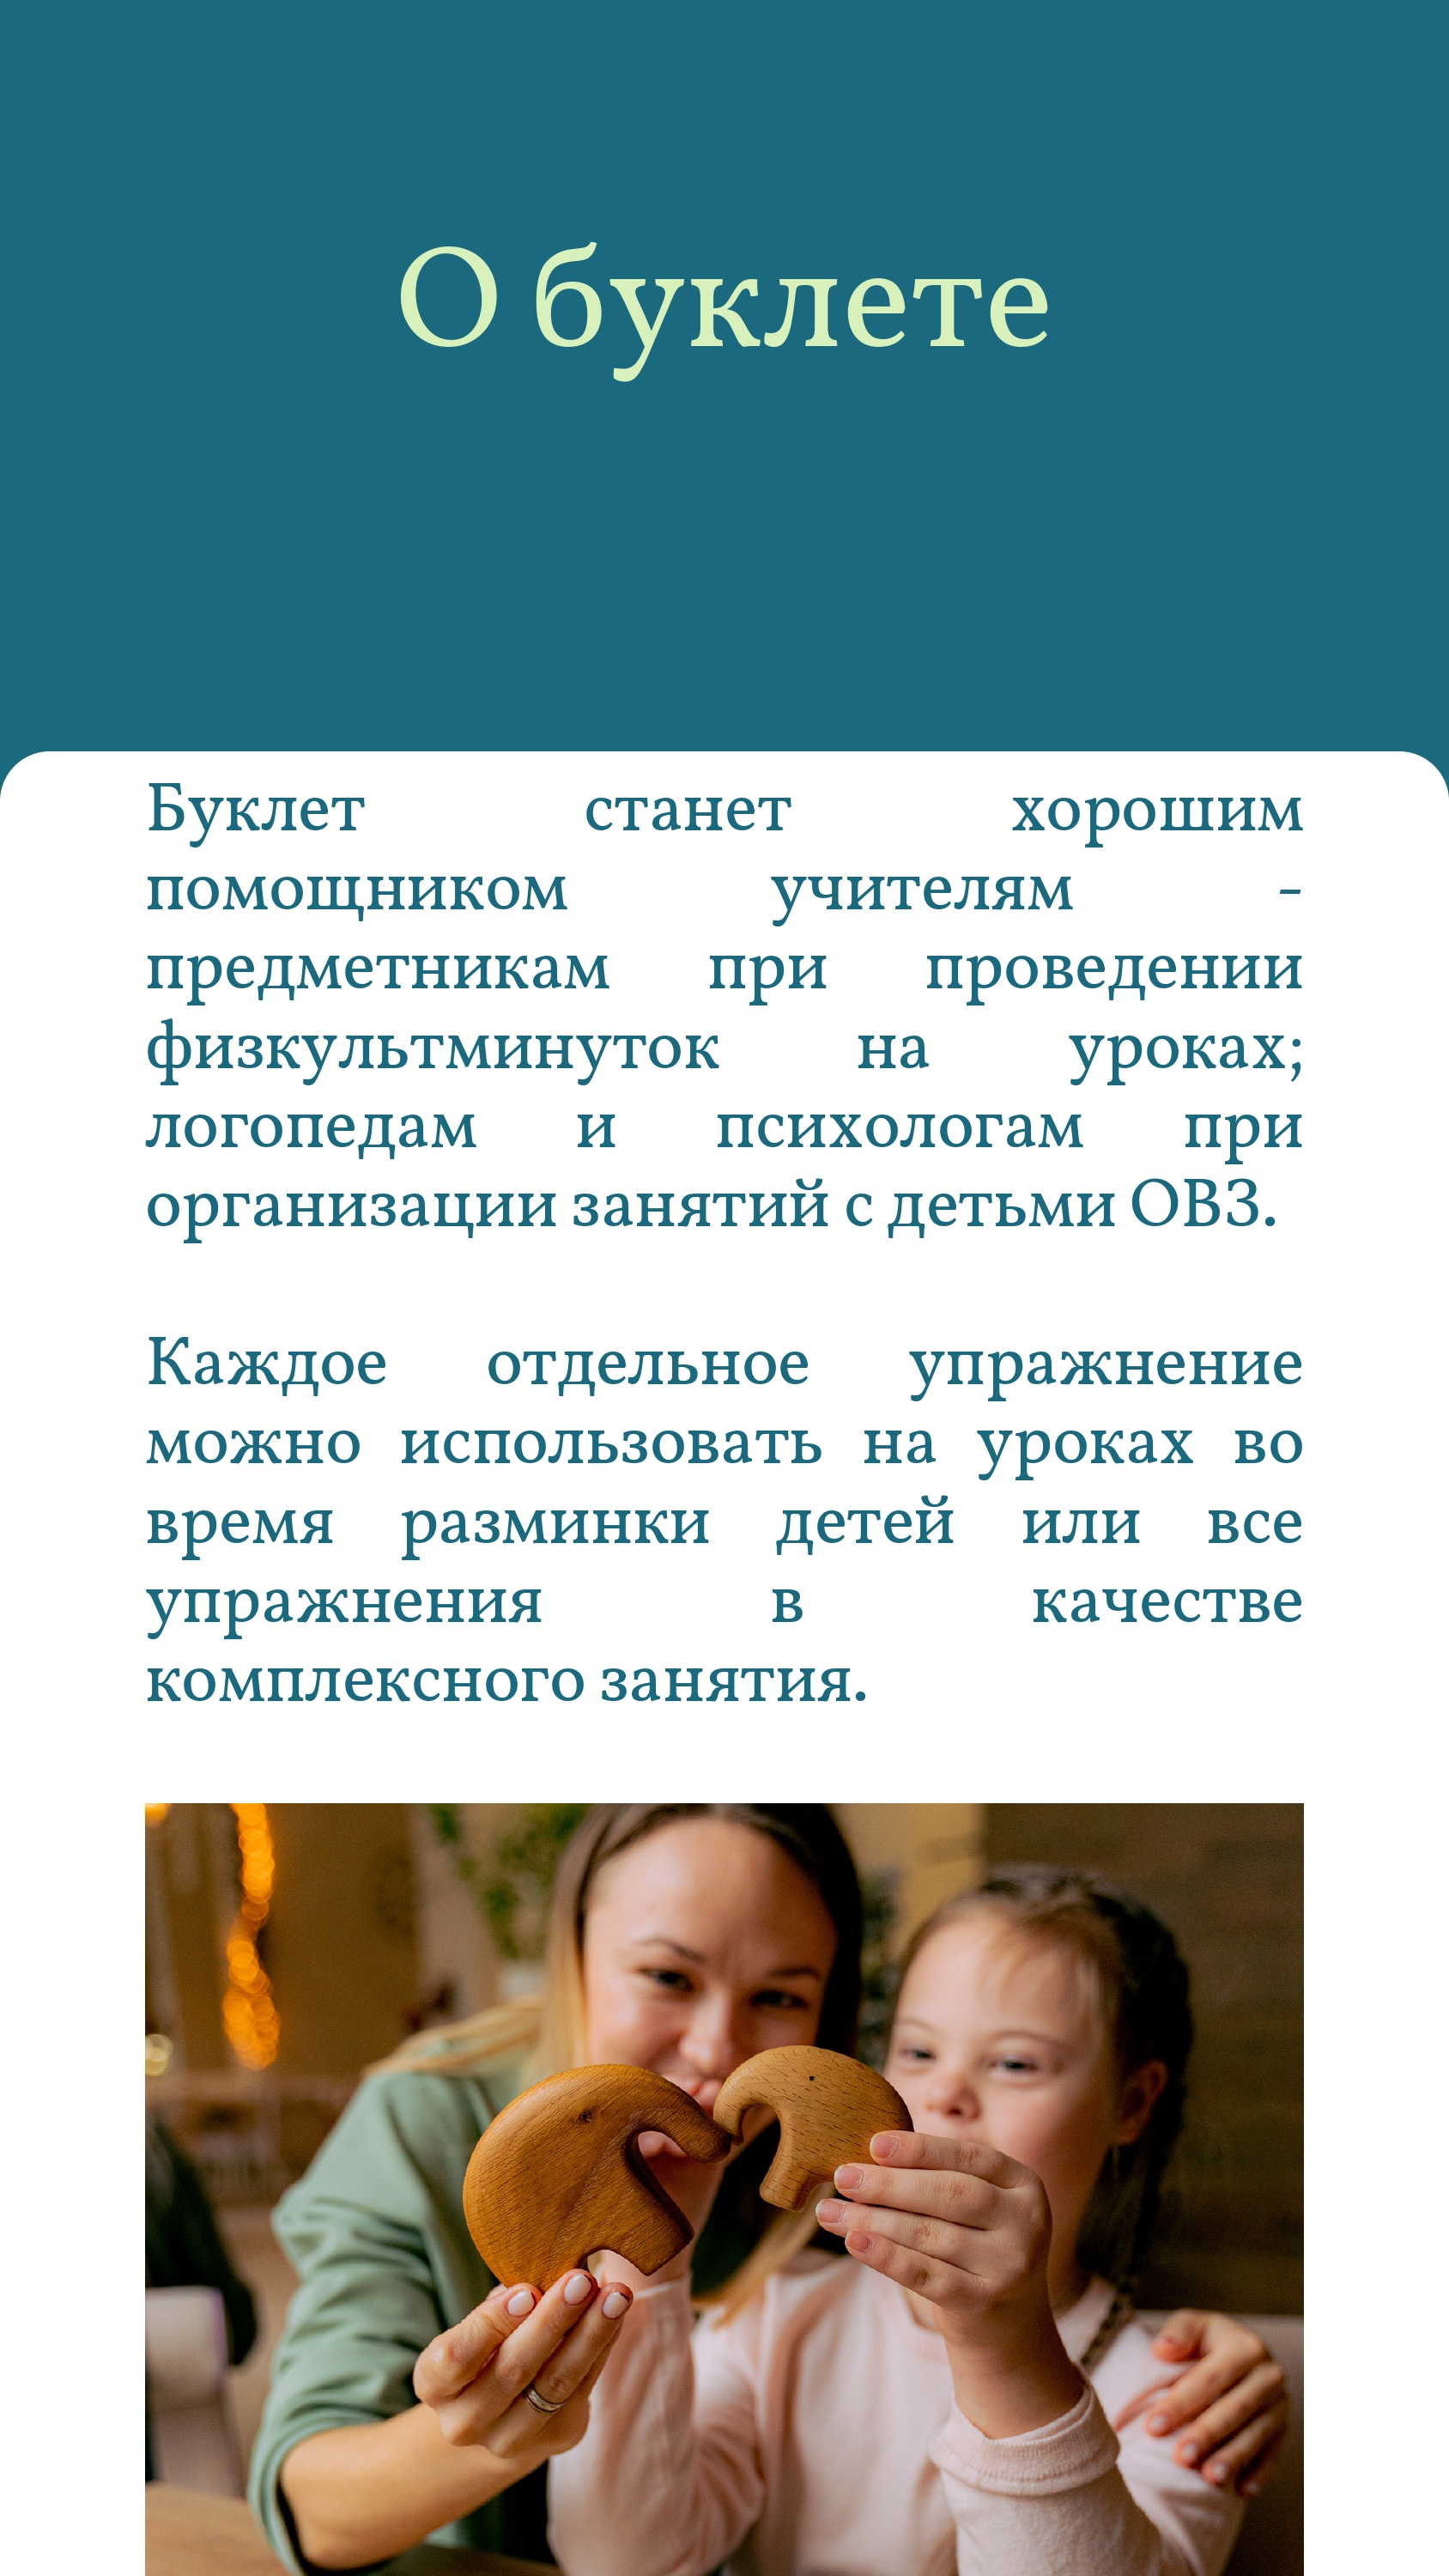 О буклете
Буклет станет хорошим
помощником учителям -
предметникам при проведении
физкультминуток на уроках;
логопедам и психологам при
организации занятий с детьми ОВЗ.
Каждое отдельное упражнение
можно использовать на уроках во
время разминки детей или все
упражнения в качестве
комплексного занятия.